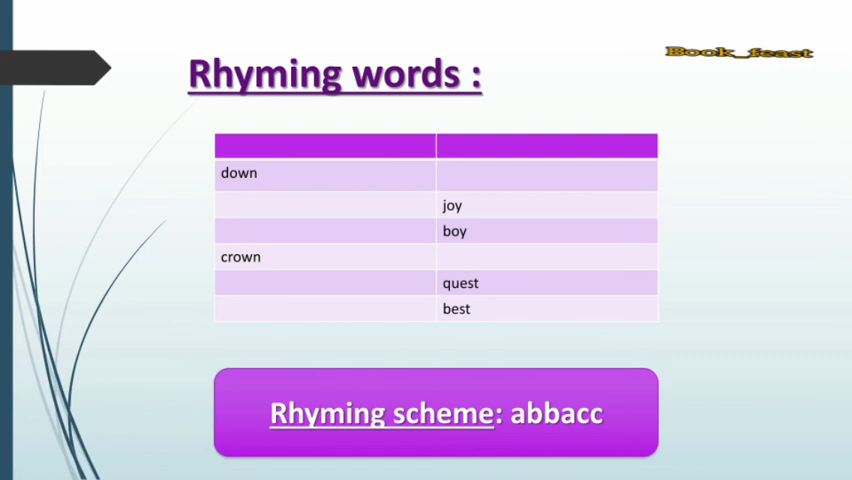 Book_feast
Rhyming words :
down
joy
boy
crown
quest
best
Rhyming scheme: abbacc